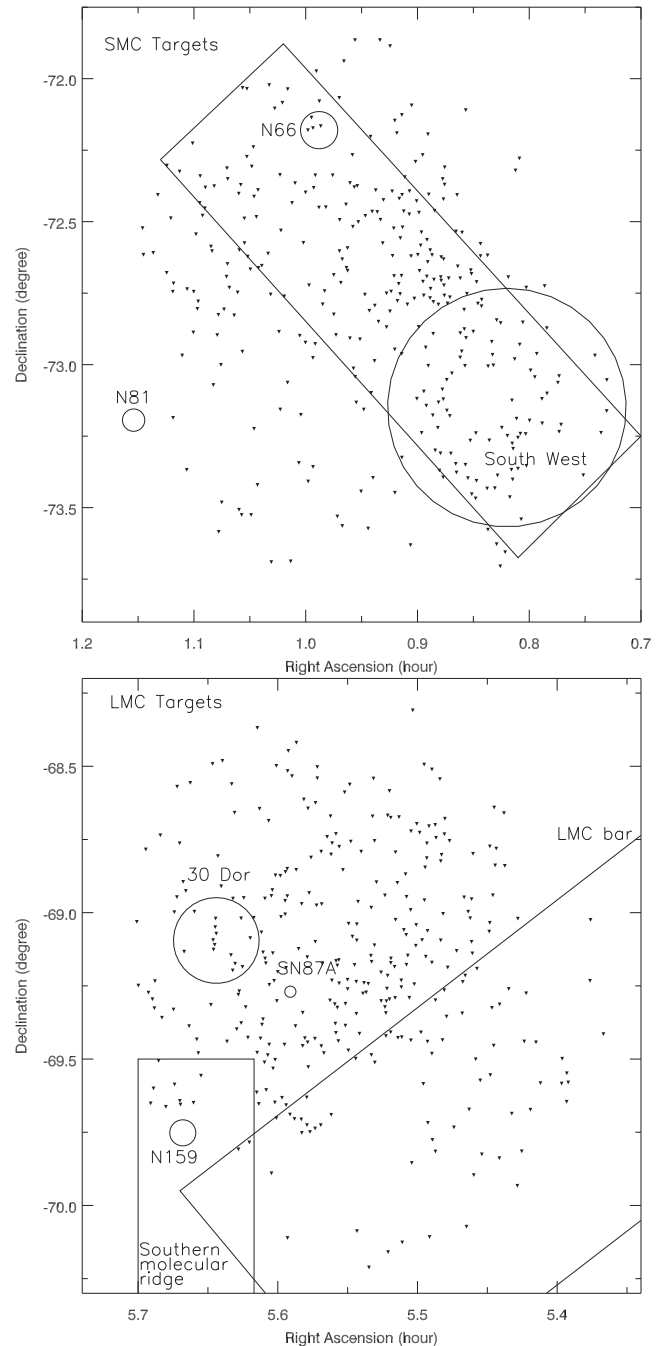 SMC Targets
-72.0
N66
-72.5
Declination (degree)
-73.0
N81
South West
-73.5
1.2 1.1 1.0 0.9 0.8 0.7
Right Ascension (hour)
LMC Targets
-68.5
LMC bar
30 Dor
-69.0
SN87A
Declination (degree)
-69.5
N159
-70.0
Southern
molecular
ridge
5.7 5.6 5.5 5.4
Right Ascension (hour)